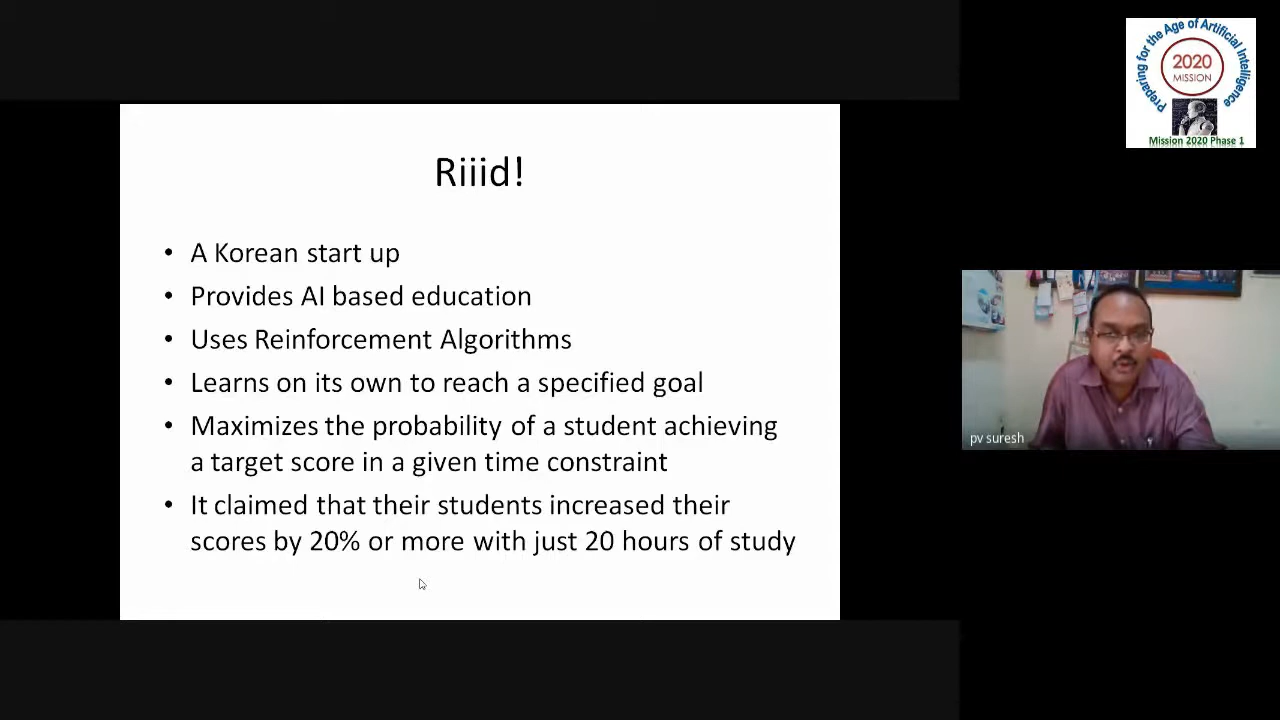 Riiid!
• A Korean start up
• Provides AI based education
• Uses Reinforcement Algorithms
• Learns on its own to reach a specified goal
• Maximizes the probability of a student achieving
a target score in a given time constraint
• It claimed that their students increased their
scores by 20% or more with just 20 hours of study
Preparing for the Age of Artificial Intelligence
2020
MISSION
Mission 2020 Phase 1
pv suresh